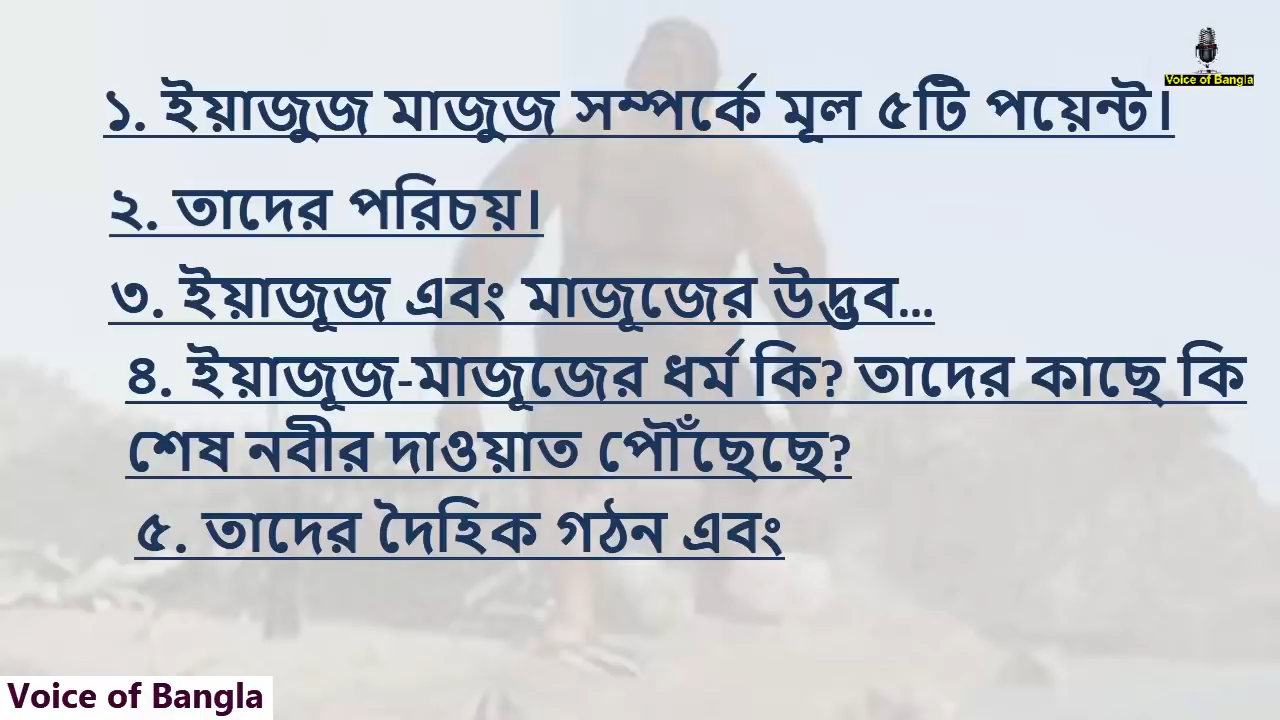 Voice of Bangla
১. ইয়াজুজ মাজুজ সম্পর্কে মূল ৫টি পয়েন্ট।
২. তাদের পরিচয়।
৩. ইয়াজূজ এবং মাজূজের উদ্ভব...
৪. ইয়াজূজ-মাজূজের ধর্ম কি? তাদের কাছে কি
শেষ নবীর দাওয়াত পৌঁছেছে?
৫. তাদের দৈহিক গঠন এবং
Voice of Bangla